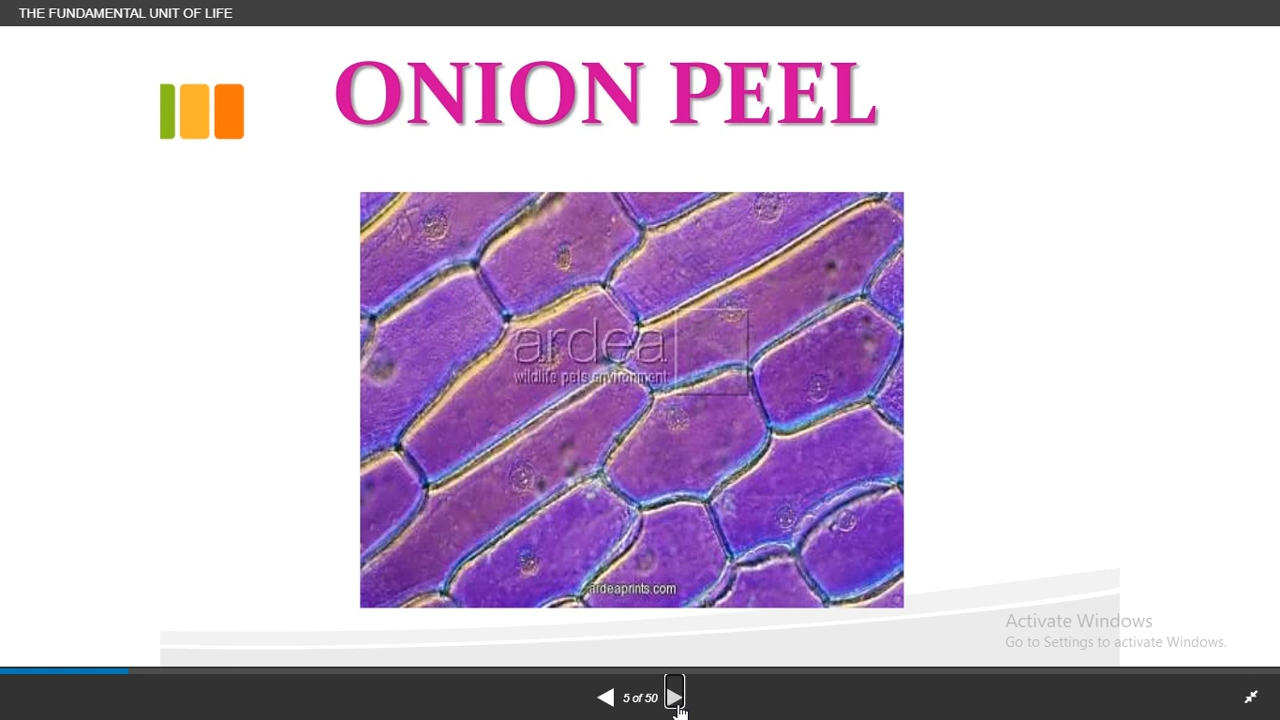 THE FUNDAMENTAL UNIT OF LIFE
ONION PEEL
ardea
wildlife pets environment
ardeaprints.com
Activate Windows
Go to Settings to activate Windows.
5 of 50